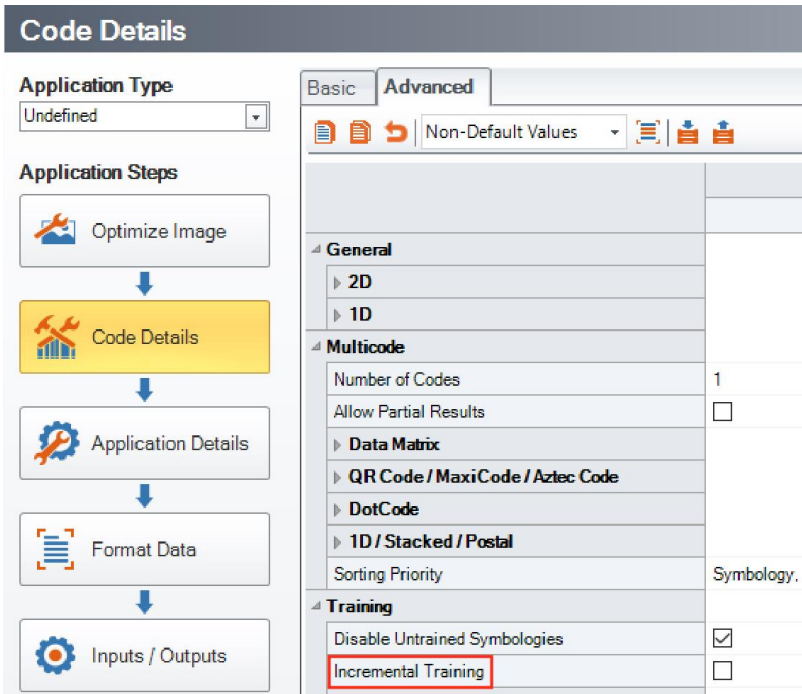 Code Details
Application Type
Undefined
Application Steps
Optimize Image
Code Details
Application Details
Format Data
Inputs / Outputs
Basic
Advanced
Non-Default Values
General
2D
1D
Multicode
Number of Codes 1
Allow Partial Results
Data Matrix
QR Code / MaxiCode / Aztec Code
DotCode
1D / Stacked / Postal
Sorting Priority Symbology,
Training
Disable Untrained Symbologies
Incremental Training